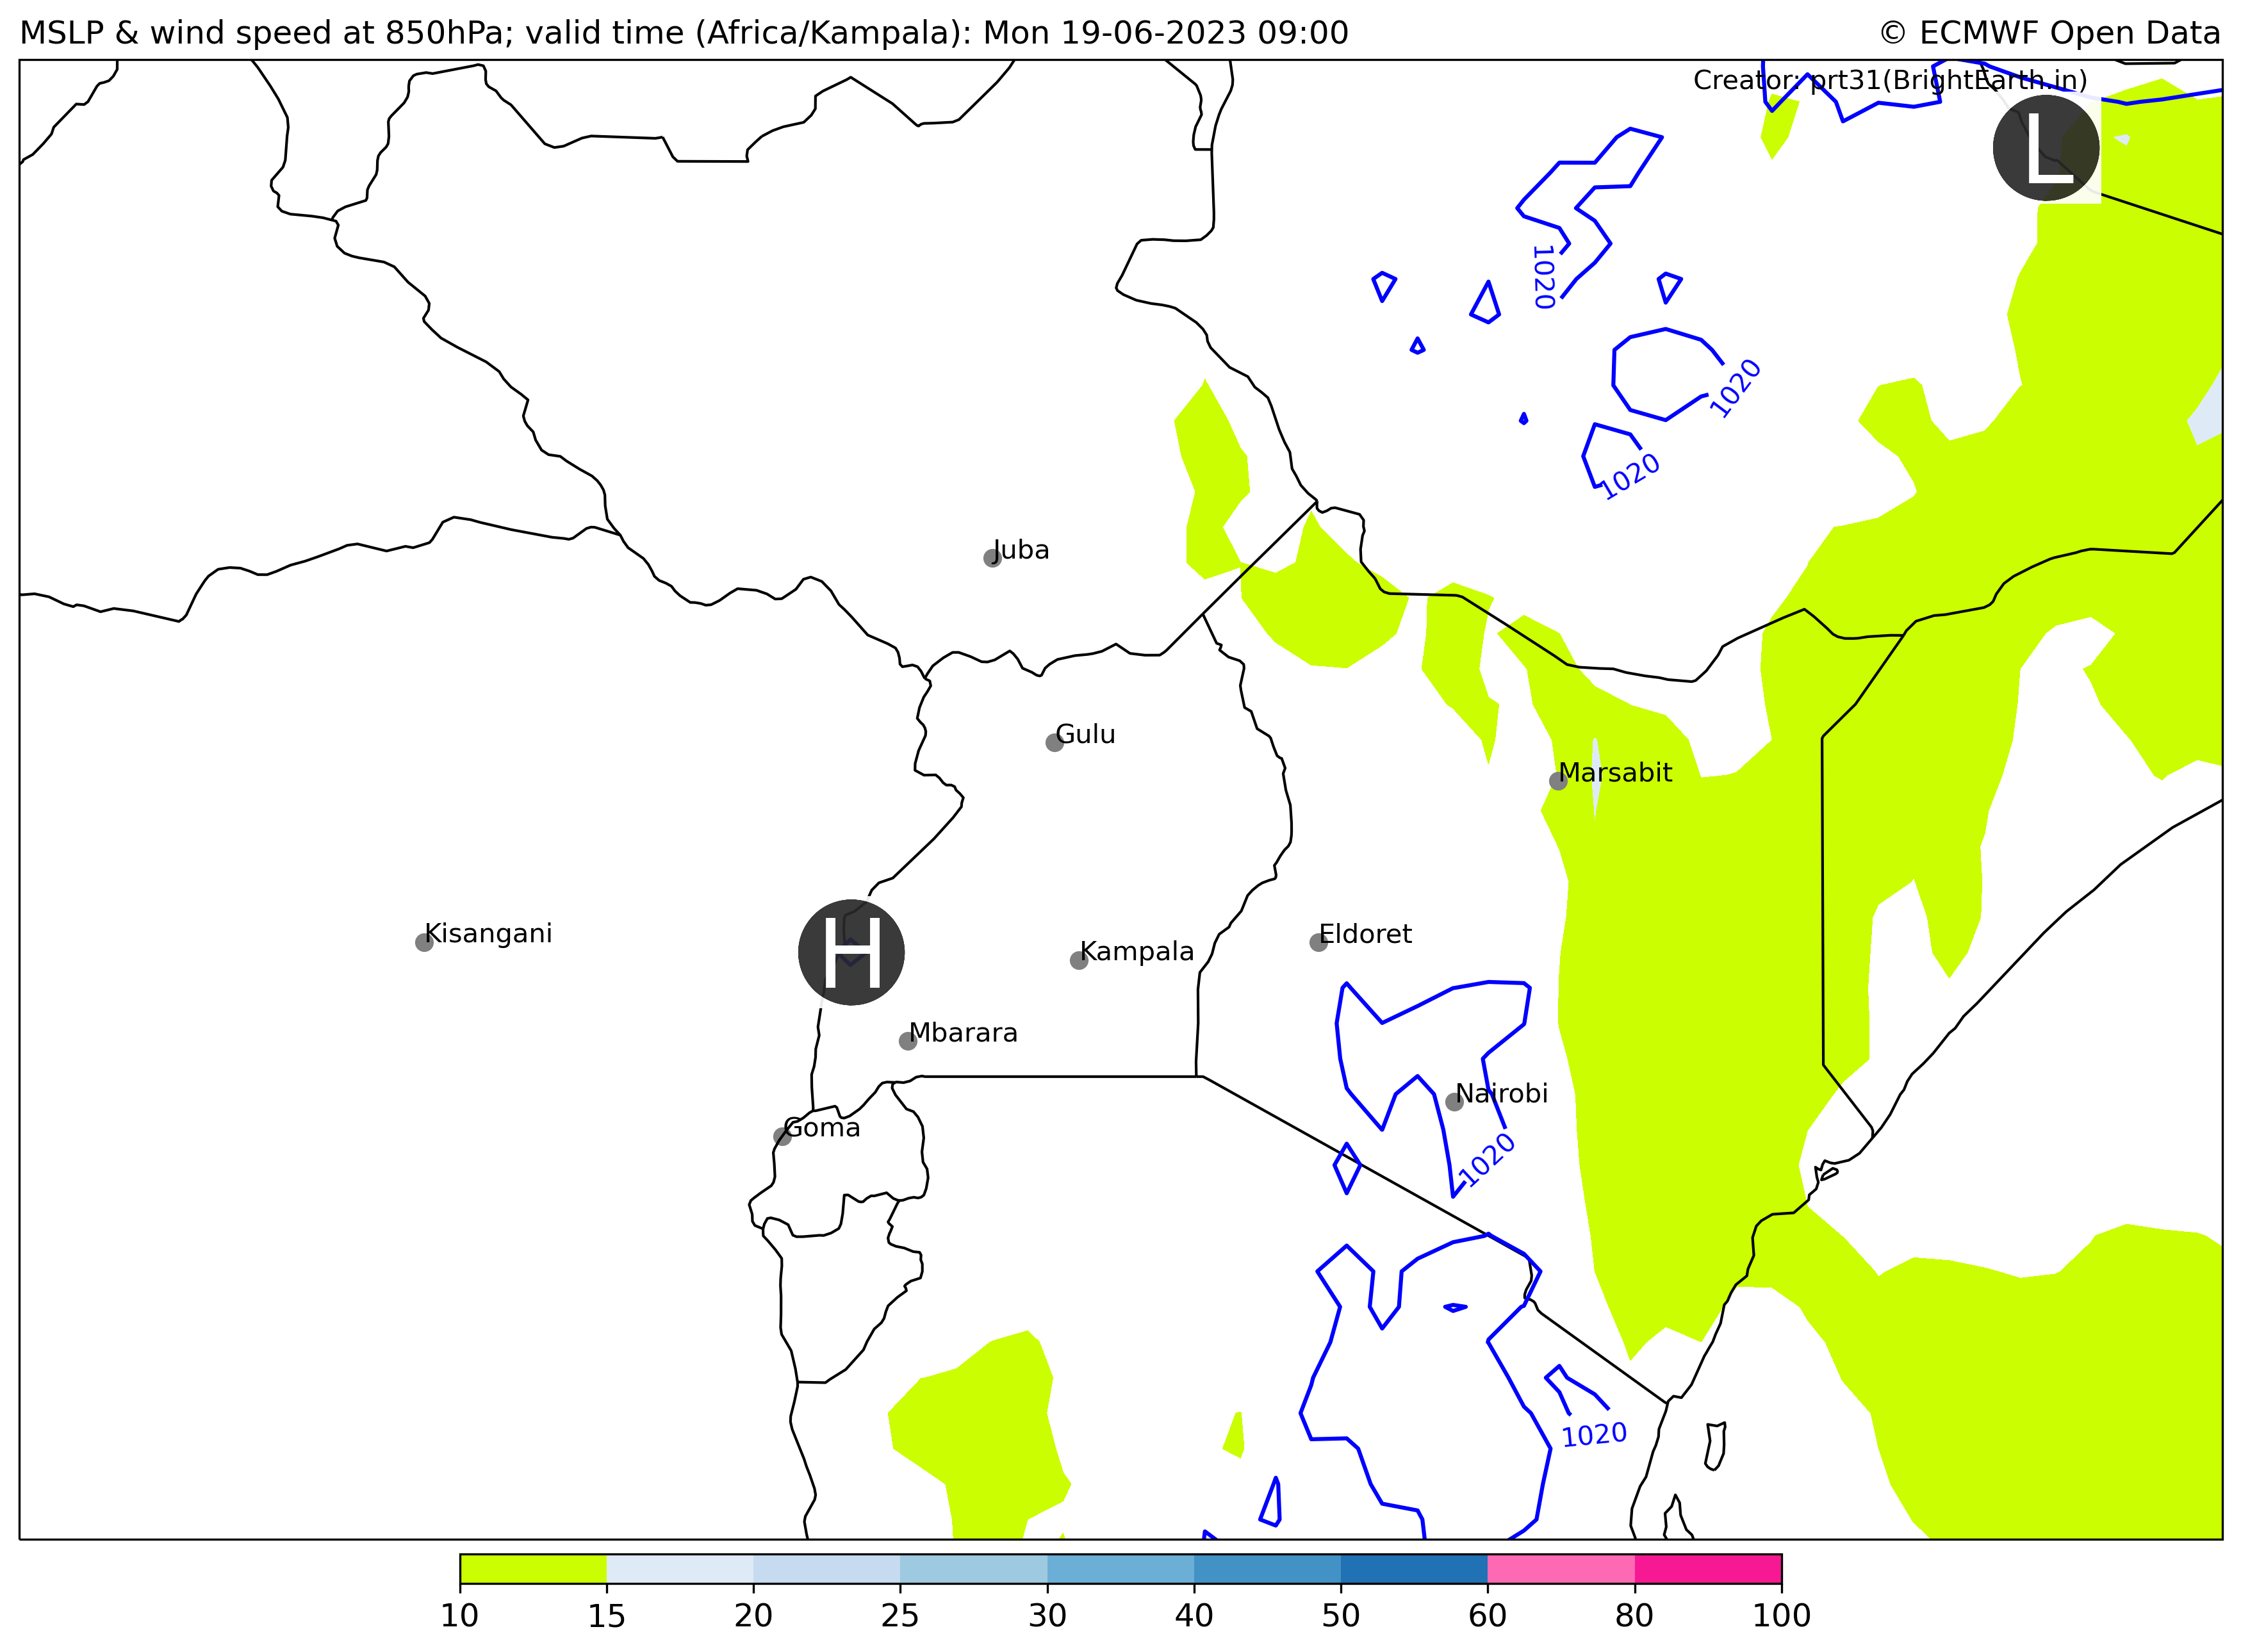 MSLP & wind speed at 850hPa; valid time (Africa/Kampala): Mon 19-06-2023 09:00
© ECMWF Open Data
Creator: prt31(BrightEarth.in)
L
1020
1020
1020
Juba
Gulu
Marsabit
Kisangani
H
Kampala
Eldoret
Mbarara
Nairobi
Goma
1020
1020
10 15 20 25 30 40 50 60 80 100